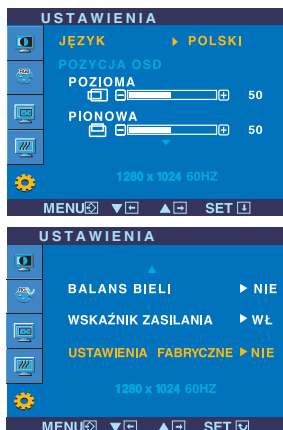 USTAWIENIA
JĘZYK POLSKI
POZYCJA OSD
POZIOMA
50
PIONOWA
50
1280 x 1024 60HZ
MENU SET
USTAWIENIA
BALANS BIELI NIE
WSKAŹNIK ZASILANIA WŁ
USTAWIENIA FABRYCZNE NIE
1280 x 1024 60HZ
MENU SET